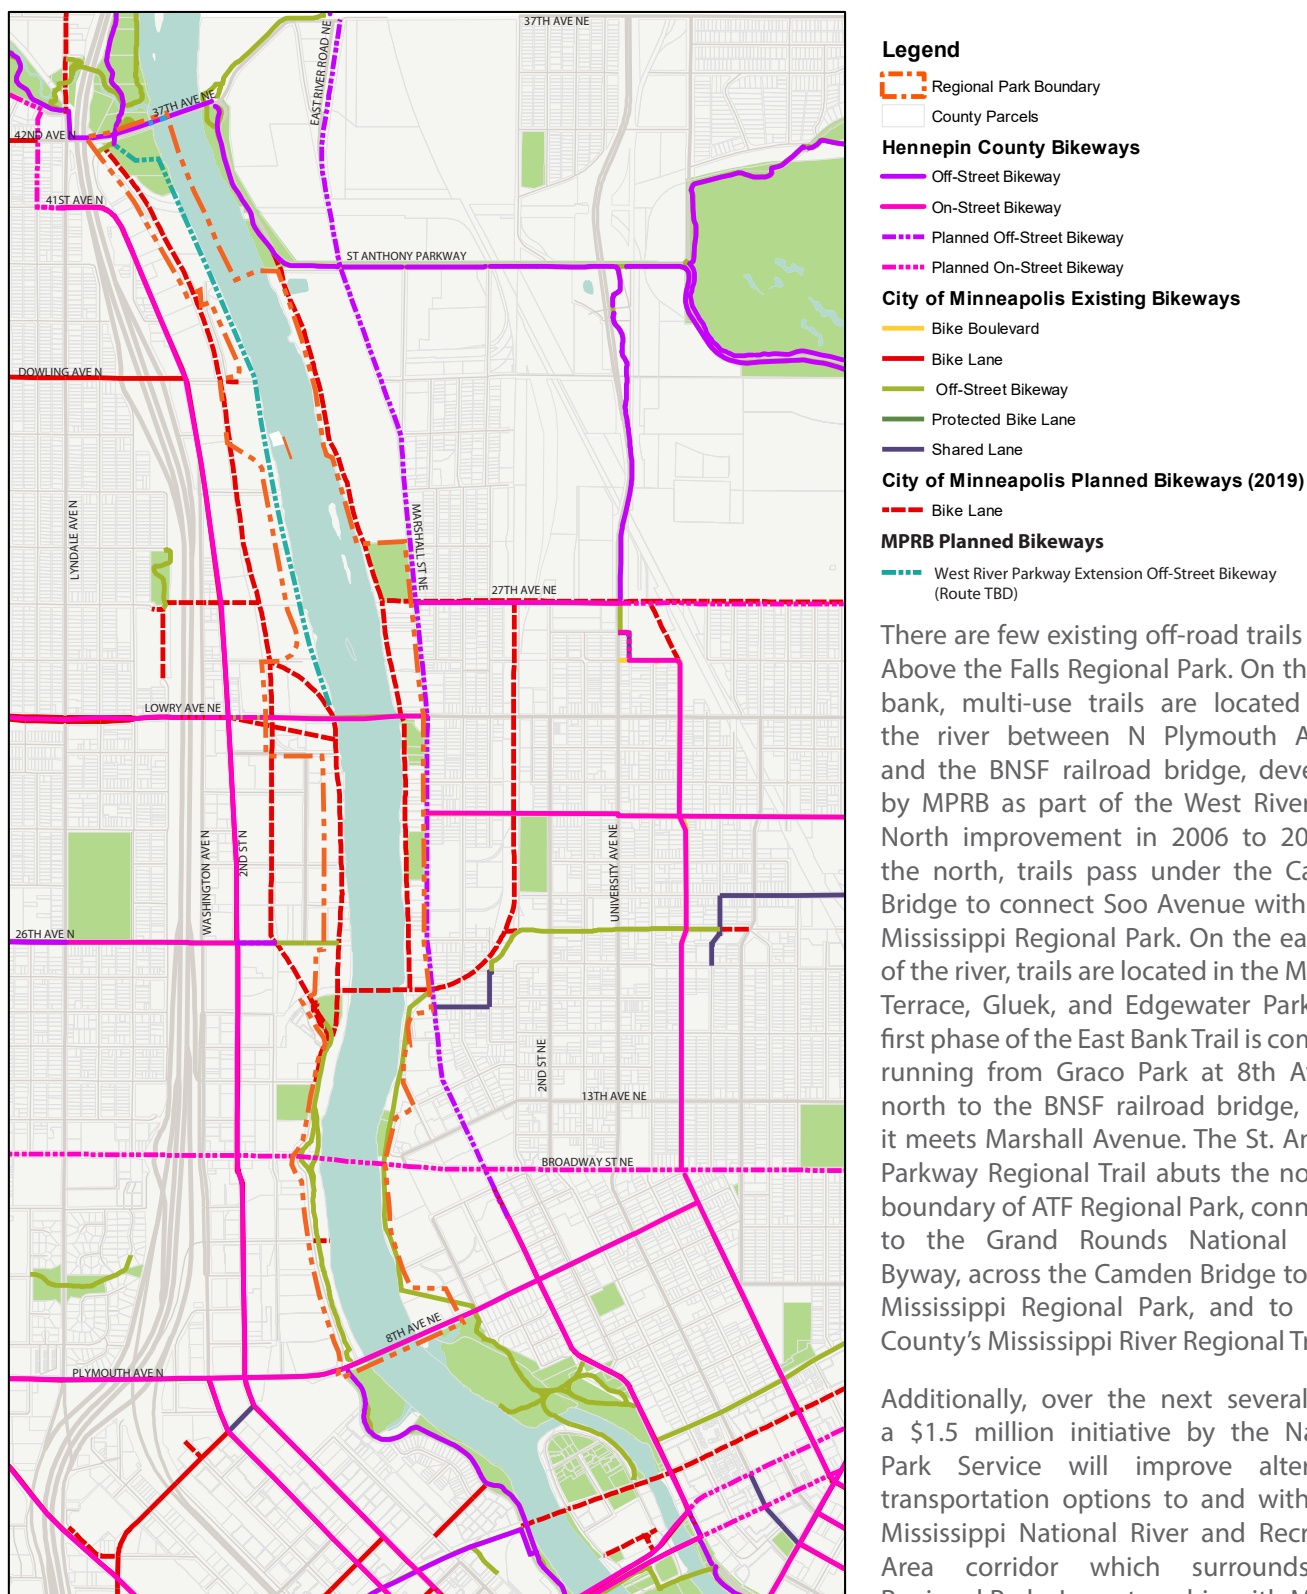 37TH AVE NE
EAST RIVER ROAD NE
37TH AVE NE
42ND AVE N
41ST AVE N
ST ANTHONY PARKWAY
DOWLING AVE N
LYNDALE AVE N
MARSHALL ST NE
27TH AVE NE
LOWRY AVE NE
WASHINGTON AVE N
2ND ST N
UNIVERSITY AVE NE
26TH AVE N
2ND ST NE
13TH AVE NE
BROADWAY ST NE
8TH AVE NE
PLYMOUTH AVE N
Legend
Regional Park Boundary
County Parcels
Hennepin County Bikeways
Off-Street Bikeway
On-Street Bikeway
Planned Off-Street Bikeway
Planned On-Street Bikeway
City of Minneapolis Existing Bikeways
Bike Boulevard
Bike Lane
Off-Street Bikeway
Protected Bike Lane
Shared Lane
City of Minneapolis Planned Bikeways (2019)
Bike Lane
MPRB Planned Bikeways
West River Parkway Extension Off-Street Bikeway
(Route TBD)
There are few existing off-road trails
Above the Falls Regional Park. On th
bank, multi-use trails are located
the river between N Plymouth A
and the BNSF railroad bridge, deve
by MPRB as part of the West River
North improvement in 2006 to 20
the north, trails pass under the Ca
Bridge to connect Soo Avenue with
Mississippi Regional Park. On the ea
of the river, trails are located in the M
Terrace, Gluek, and Edgewater Park
first phase of the East Bank Trail is con
running from Graco Park at 8th A
north to the BNSF railroad bridge,
it meets Marshall Avenue. The St. An
Parkway Regional Trail abuts the no
boundary of ATF Regional Park, conn
to the Grand Rounds National
Byway, across the Camden Bridge to
Mississippi Regional Park, and to
County's Mississippi River Regional T
Additionally, over the next several
a $1.5 million initiative by the Na
Park Service will improve alter
transportation options to and with
Mississippi National River and Recr
Area corridor which surrounds